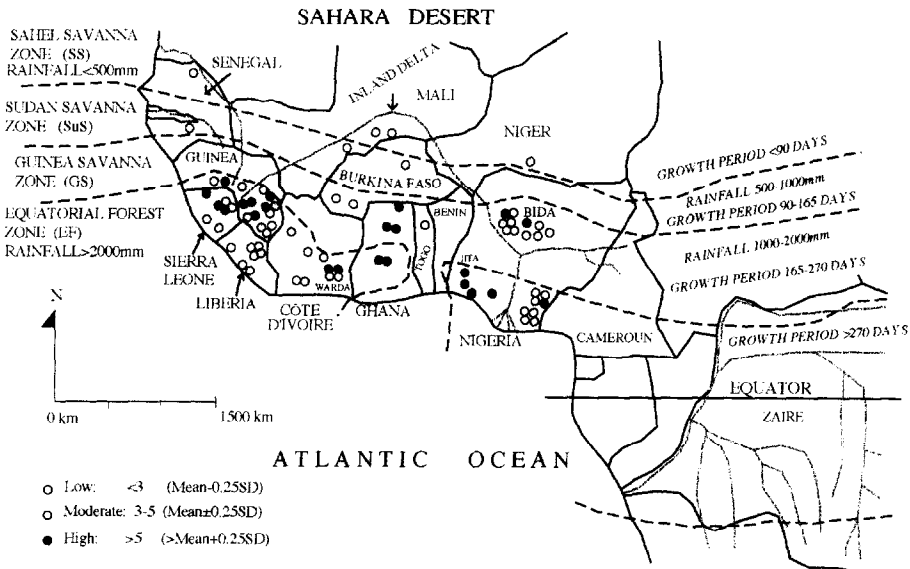 SAHARA DESERT
SAHEL SAVANNA
ZONE (SS)
RAINFALL<500mm
SENEGAL
INLAND DELTA
MALI
SUDAN SAVANNA
ZONE (SuS)
NIGER
GUINEA SAVANNA
ZONE (GS)
GUINEA
BURKINA FASO
GROWTH PERIOD <90 DAYS
RAINFALL 500-1000mm
EQUATORIAL FOREST
ZONE (EF)
RAINFALL>2000mm
BENIN
BIDA
GROWTH PERIOD 90-165 DAYS
RAINFALL 1000-2000mm
SIERRA
LEONE
TOGO
IITA
GROWTH PERIOD 165-270 DAYS
WARDA
LIBERIA
CÔTE
D'IVOIRE
GHANA
NIGERIA
CAMEROUN
GROWTH PERIOD >270 DAYS
N
EQUATOR
ZAIRE
0 km
1500 km
ATLANTIC OCEAN
Low: <3 (Mean-0.25SD)
Moderate: 3-5 (Mean±0.25SD)
High: >5 (>Mean+0.25SD)